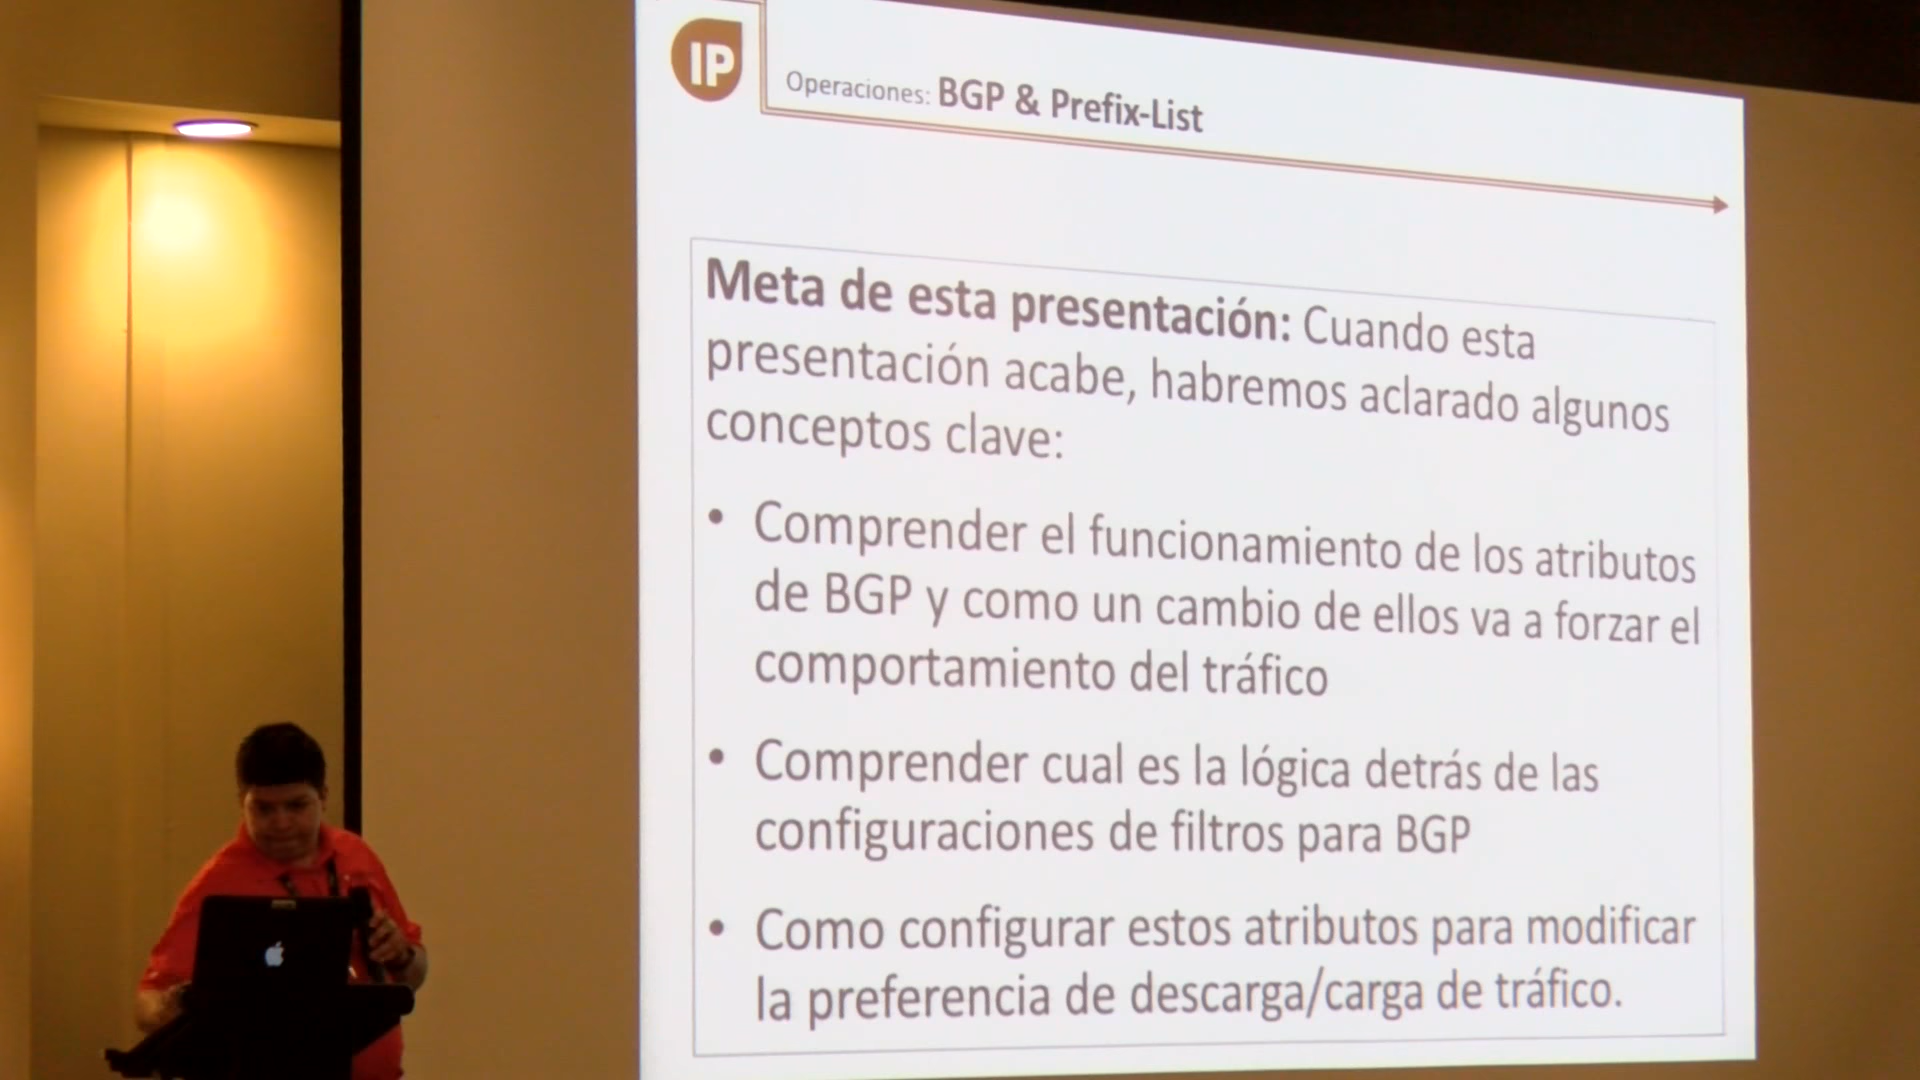 IP
Operaciones: BGP & Prefix-List
Meta de esta presentación: Cuando esta
presentación acabe, habremos aclarado algunos
conceptos clave:
• Comprender el funcionamiento de los atributos
de BGP y como un cambio de ellos va a forzar el
comportamiento del tráfico
• Comprender cual es la lógica detrás de las
configuraciones de filtros para BGP
• Como configurar estos atributos para modificar
la preferencia de descarga/carga de tráfico.